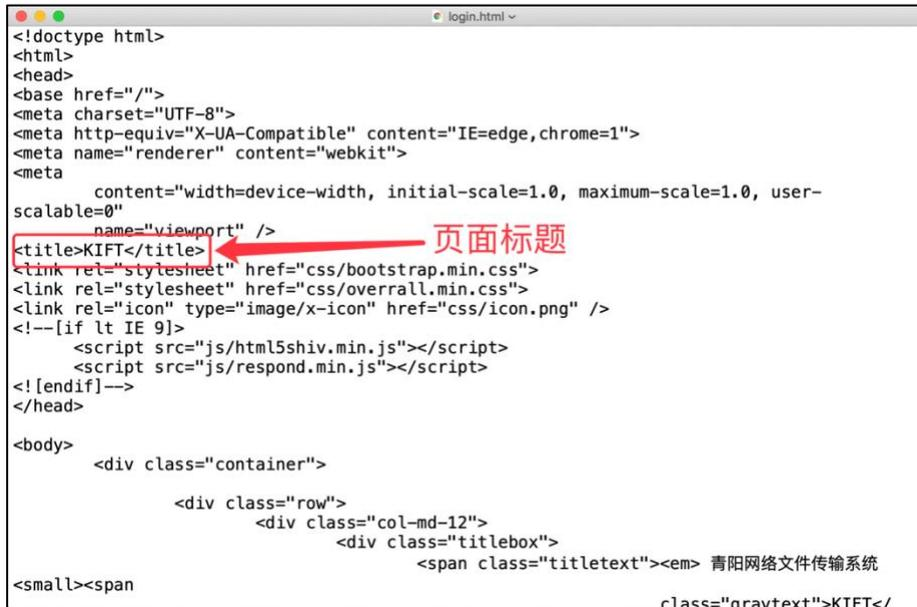 login.html
<!doctype html>
<html>
<head>
<base href="/">
<meta charset="UTF-8">
<meta http-equiv="X-UA-Compatible" content="IE=edge,chrome=1">
<meta name="renderer" content="webkit">
<meta
content="width=device-width, initial-scale=1.0, maximum-scale=1.0, user-
scalable=0"
name="viewport" />
<title>KIFT</title>
页面标题
<link rel="stylesheet" href="css/bootstrap.min.css">
<link rel="stylesheet" href="css/overrall.min.css">
<link rel="icon" type="image/x-icon" href="css/icon.png" />
<!--[if lt IE 9]>
<script src="js/html5shiv.min.js"></script>
<script src="js/respond.min.js"></script>
<![endif]-->
</head>
<body>
<div class="container">
<div class="row">
<div class="col-md-12">
<div class="titlebox">
<span class="titletext"><em> 青阳网络文件传输系统
<small><span
class="graytext">KIFT</